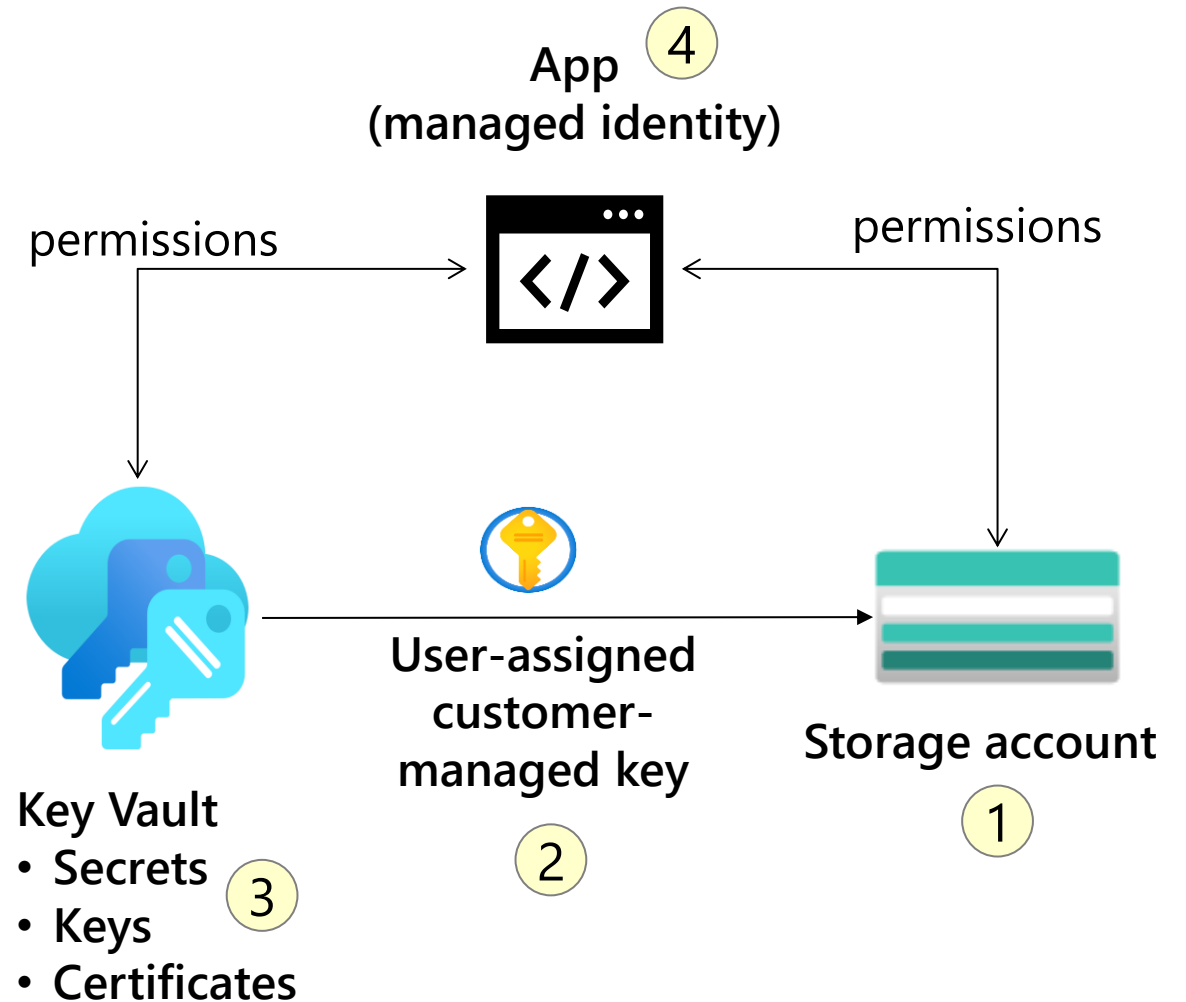 App
4
(managed identity)
permissions
permissions
User-assigned
customer-
managed key
2
Storage account
1
Key Vault
• Secrets
3
• Keys
• Certificates